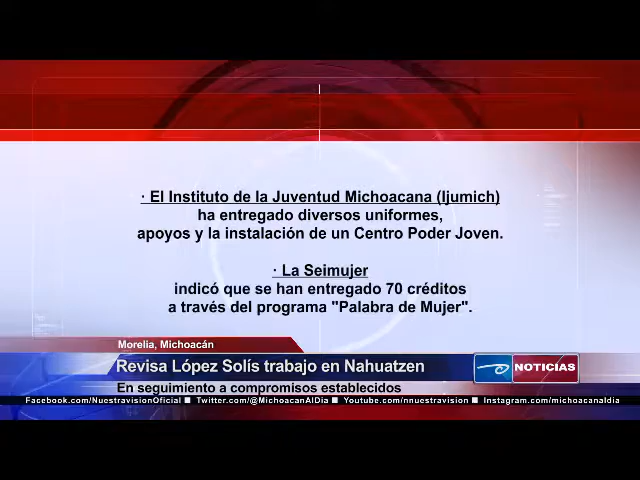 · El Instituto de la Juventud Michoacana (Ijumich)
ha entregado diversos uniformes,
apoyos y la instalación de un Centro Poder Joven.
· La Seimujer
indicó que se han entregado 70 créditos
a través del programa "Palabra de Mujer".
Morelia, Michoacán
Revisa López Solís trabajo en Nahuatzen
NOTICIAS
En seguimiento a compromisos establecidos
Facebook.com/NuestravisionOficial ■ Twitter.com/@MichoacanAlDia ■ Youtube.com/nnuestravision ■ Instagram.com/michoacanaldia